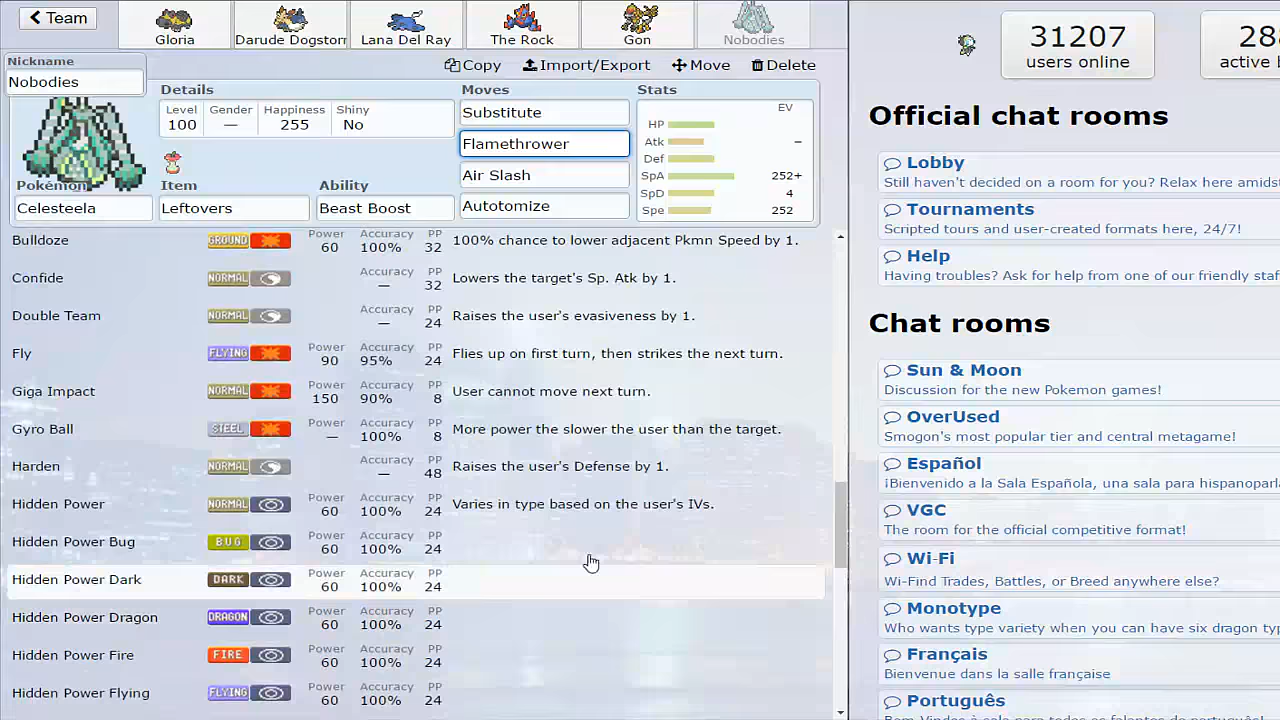 Team
Gloria
Darude Dogstorm
Lana Del Ray
The Rock
Gon
Nobodies
Nickname
Nobodies
Copy
Import/Export
Move
Delete
Details
Level
100
Gender
—
Happiness
255
Shiny
No
Pokémon
Celesteela
Item
Leftovers
Ability
Beast Boost
Moves
Substitute
Flamethrower
Air Slash
Autotomize
Stats
EV
HP
Atk –
Def
SpA 252+
SpD 4
Spe 252
Bulldoze GROUND Power 60 Accuracy 100% PP 32 100% chance to lower adjacent Pkmn Speed by 1.
Confide NORMAL Accuracy — PP 32 Lowers the target's Sp. Atk by 1.
Double Team NORMAL Accuracy — PP 24 Raises the user's evasiveness by 1.
Fly FLYING Power 90 Accuracy 95% PP 24 Flies up on first turn, then strikes the next turn.
Giga Impact NORMAL Power 150 Accuracy 90% PP 8 User cannot move next turn.
Gyro Ball STEEL Power — Accuracy 100% PP 8 More power the slower the user than the target.
Harden NORMAL Accuracy — PP 48 Raises the user's Defense by 1.
Hidden Power NORMAL Power 60 Accuracy 100% PP 24 Varies in type based on the user's IVs.
Hidden Power Bug BUG Power 60 Accuracy 100% PP 24
Hidden Power Dark DARK Power 60 Accuracy 100% PP 24
Hidden Power Dragon DRAGON Power 60 Accuracy 100% PP 24
Hidden Power Fire FIRE Power 60 Accuracy 100% PP 24
Hidden Power Flying FLYING Power 60 Accuracy 100% PP 24
31207
users online
288
active b
Official chat rooms
Lobby
Still haven't decided on a room for you? Relax here amids
Tournaments
Scripted tours and user-created formats here, 24/7!
Help
Having troubles? Ask for help from one of our friendly staf
Chat rooms
Sun & Moon
Discussion for the new Pokemon games!
OverUsed
Smogon's most popular tier and central metagame!
Español
¡Bienvenido a la Sala Española, una sala para hispanoparla
VGC
The room for the official competitive format!
Wi-Fi
Wi-Find Trades, Battles, or Breed anywhere else?
Monotype
Who wants type variety when you can have six dragon typ
Français
Bienvenue dans la salle française
Português